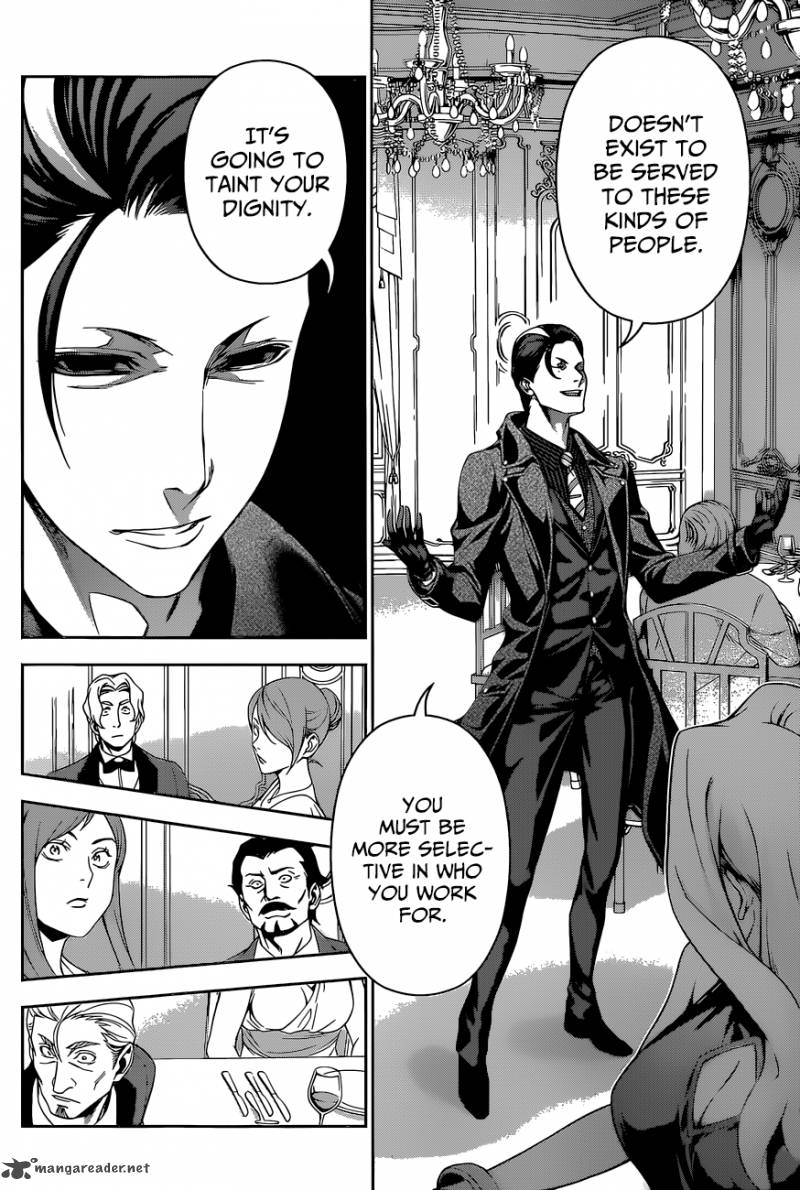 DOESN'T
EXIST TO
BE SERVED
TO THESE
KINDS OF
PEOPLE.
YOU
MUST BE
MORE SELEC-
TIVE IN WHO
YOU WORK
FOR.
IT'S
GOING TO
TAINT YOUR
DIGNITY.
mangareader.net